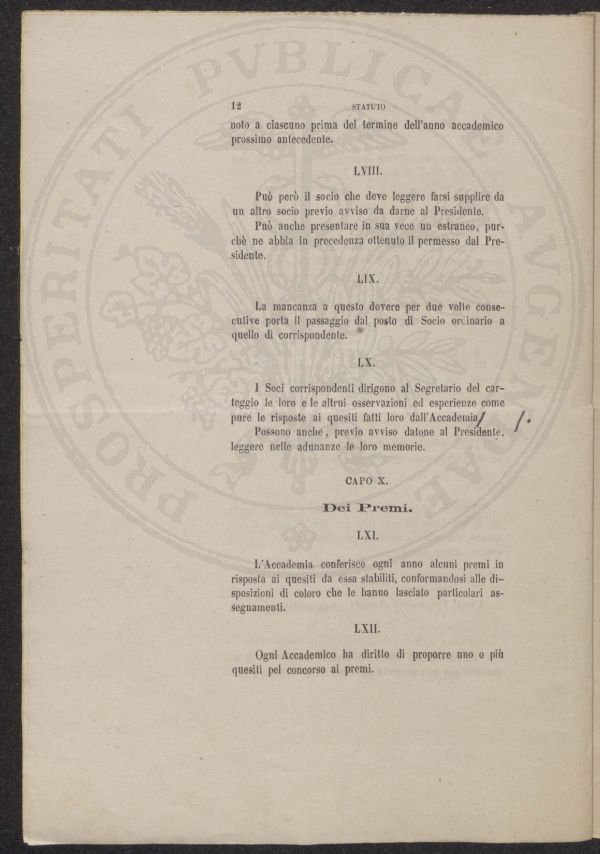 12 STATUTO
noto a ciascuno prima del termine dell'anno accademico
prossimo antecedente.
LVIII.
Può però il socio che deve leggere farsi supplire da
un altro socio previo avviso da darne al Presidente.
Può anche presentare in sua vece un estraneo, pur-
chè ne abbia in precedenza ottenuto il permesso dal Pre-
sidente.
LIX.
La mancanza a questo dovere per due volte conse-
cutive porta il passaggio dal posto di Socio ordinario a
quello di corrispondente.
LX.
I Soci corrispondenti dirigono al Segretario del car-
teggio le loro e le altrui osservazioni ed esperienze come
pure le risposte ai quesiti fatti loro dall'Accademia/ /.
Possono anche, previo avviso datone al Presidente,
leggere nelle adunanze le loro memorie.
CAPO X.
Dei Premi.
LXI.
L'Accademia conferisce ogni anno alcuni premi in
risposta ai quesiti da essa stabiliti, conformandosi alle di-
sposizioni di coloro che le hanno lasciato particolari as-
segnamenti.
LXII.
Ogni Accademico ha diritto di proporre uno o più
quesiti pel concorso ai premi.
PROSPERITATI PVBLICAE AVGENDAE